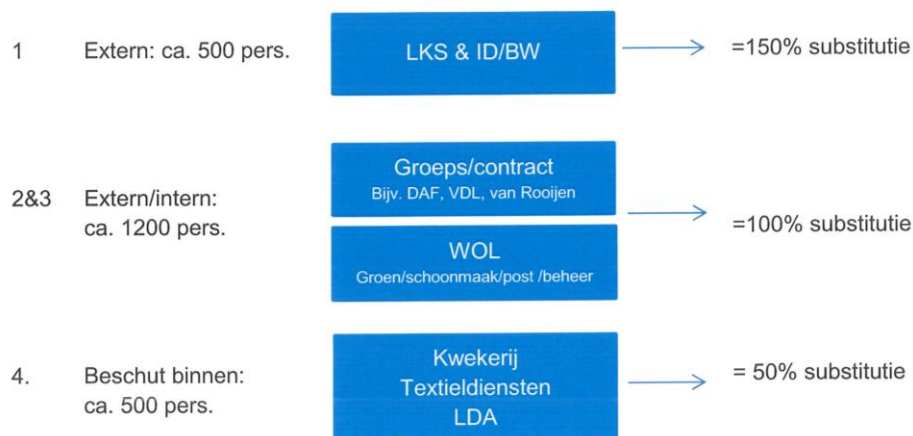 1 Extern: ca. 500 pers. LKS & ID/BW =150% substitutie
2&3 Extern/intern:
ca. 1200 pers.
Groeps/contract
Bijv. DAF, VDL, van Rooijen
WOL
Groen/schoonmaak/post /beheer
=100% substitutie
4. Beschut binnen:
ca. 500 pers.
Kwekerij
Textieldiensten
LDA
= 50% substitutie